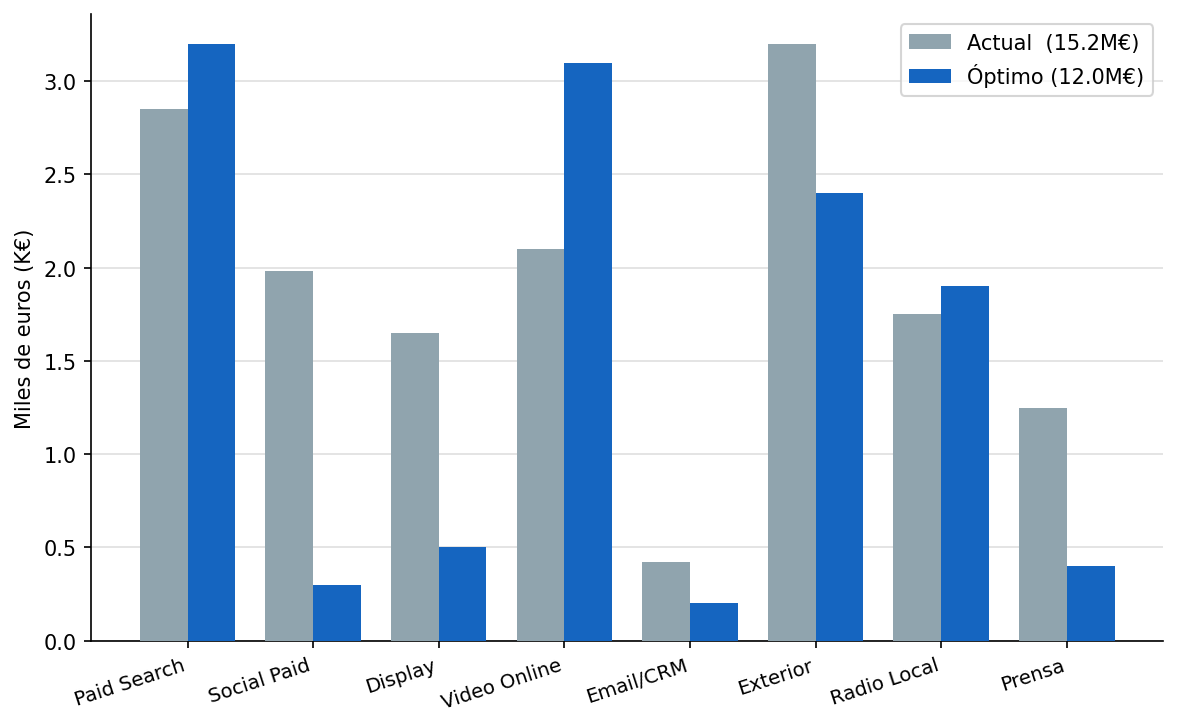 Actual  (15.2M€)
Óptimo (12.0M€)
Miles de euros (K€)
3.0
2.5
2.0
1.5
1.0
0.5
0.0
Paid Search
Social Paid
Display
Video Online
Email/CRM
Exterior
Radio Local
Prensa